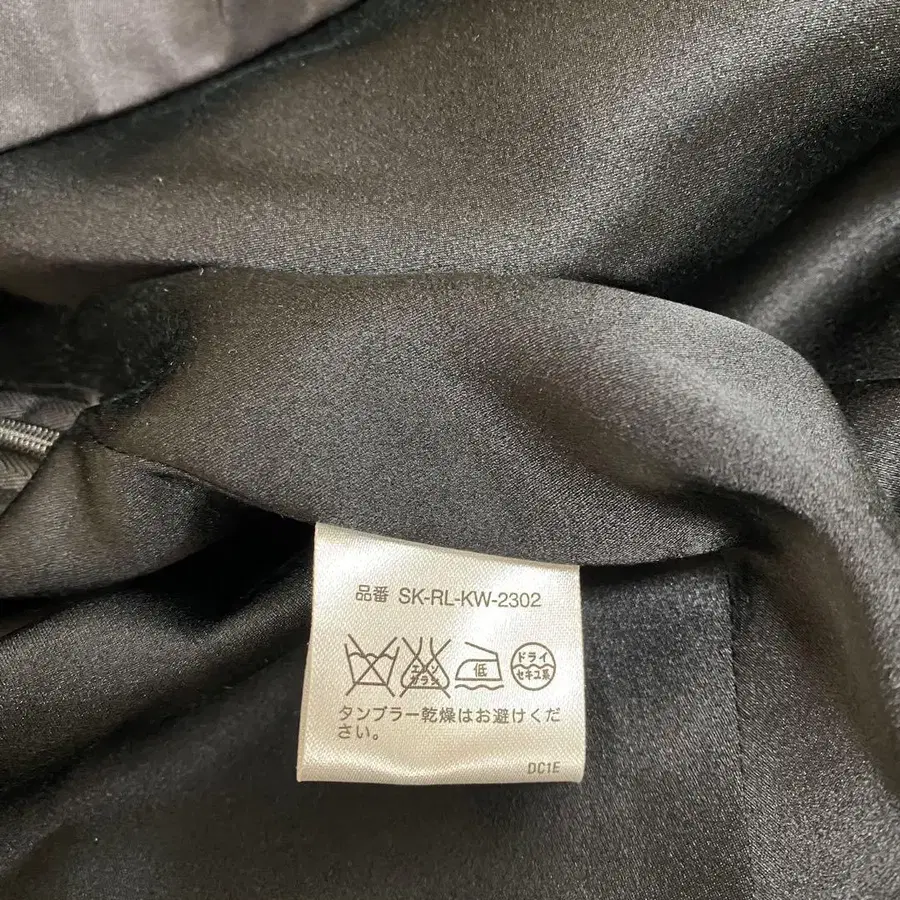 品番 SK-RL-KW-2302
エンソサラシ
低
ドライ
セキユ系
タンブラー乾燥はお避けくだ
さい。
DC1E